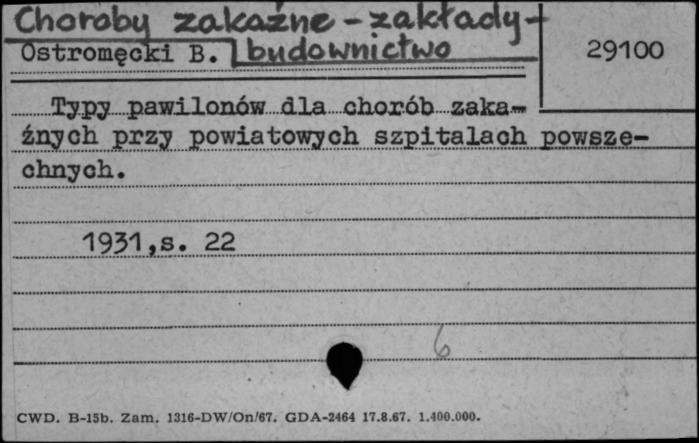 Choroby zakaźne - zakłady -
budownictwo
Ostromęcki B.
29100
Typy pawilonów dla chorób zaka-
źnych przy powiatowych szpitalach powsze-
chnych.
1931,s. 22
6
CWD. B-15b. Zam. 1316-DW/On/67. GDA-2464 17.8.67. 1.400.000.